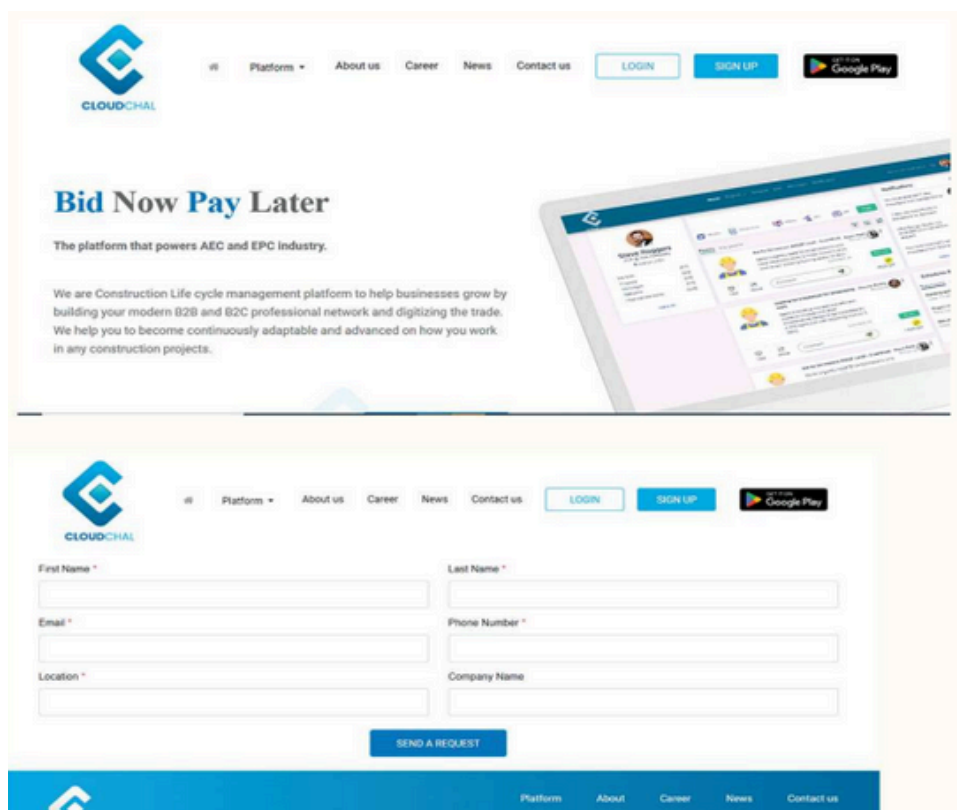 CLOUDCHAL
Platform
About us
Career
News
Contact us
LOGIN
SIGN UP
GET IT ON
Google Play
Bid Now Pay Later
The platform that powers AEC and EPC industry.
We are Construction Life cycle management platform to help businesses grow by
building your modern B2B and B2C professional network and digitizing the trade.
We help you to become continuously adaptable and advanced on how you work
in any construction projects.
Steve Hoggers
Notifications
CLOUDCHAL
Platform
About us
Career
News
Contact us
LOGIN
SIGN UP
GET IT ON
Google Play
First Name *
Last Name *
Email *
Phone Number *
Location *
Company Name
SEND A REQUEST
Platform
About
Career
News
Contact us